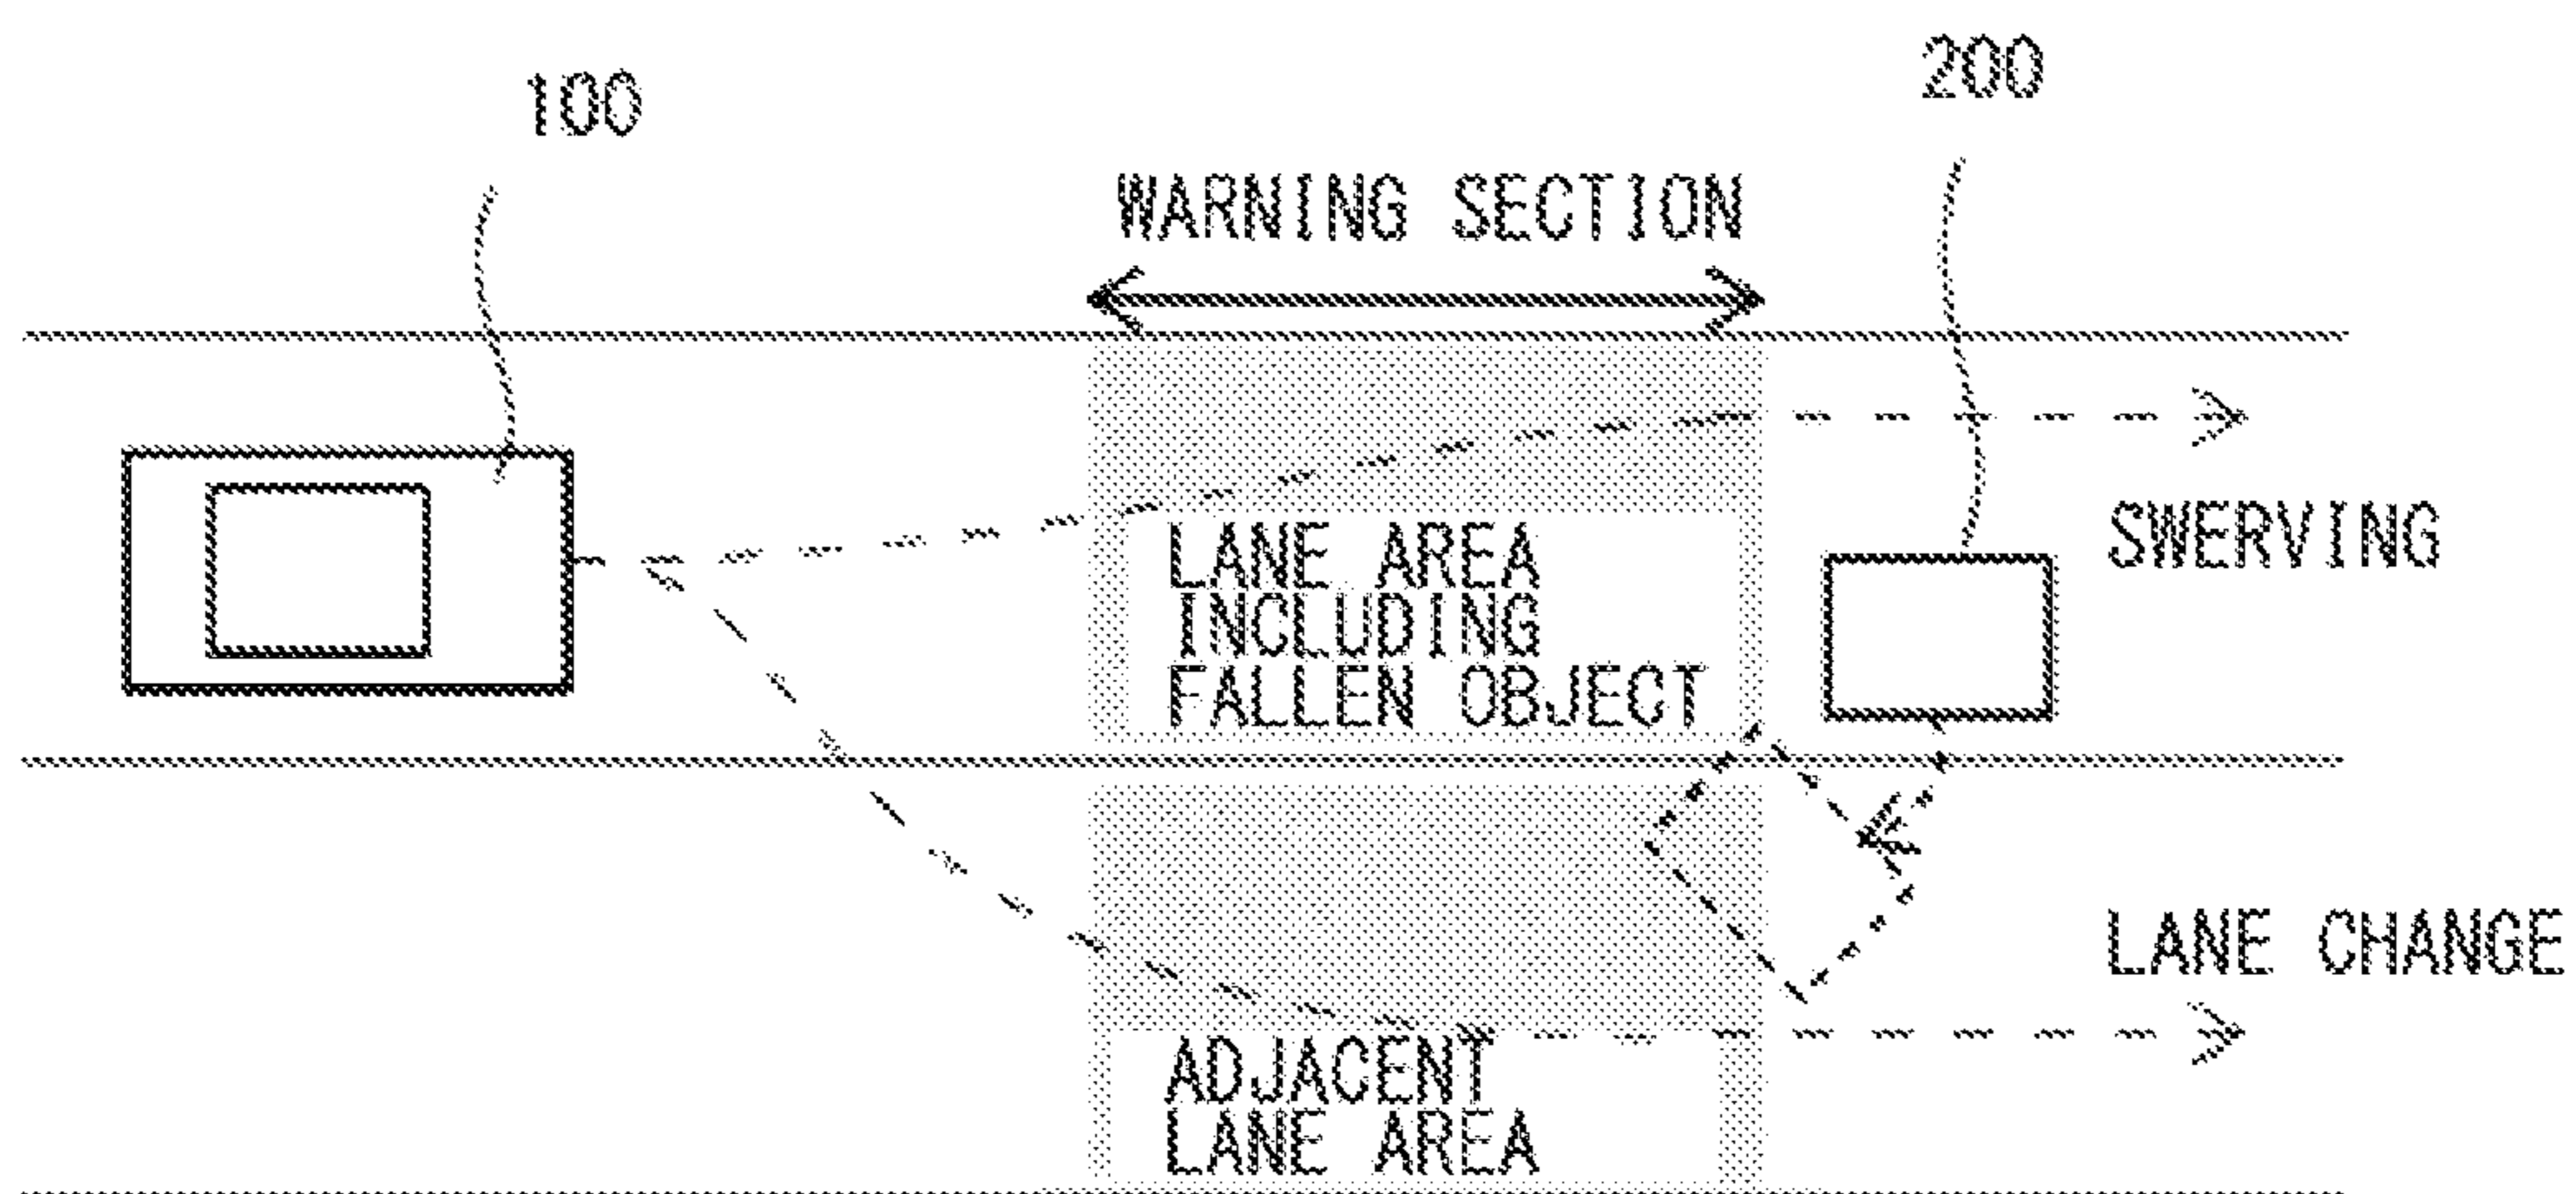 100
200
WARNING SECTION
LANE AREA
INCLUDING
FALLEN OBJECT
SWERVING
LANE CHANGE
ADJACENT
LANE AREA